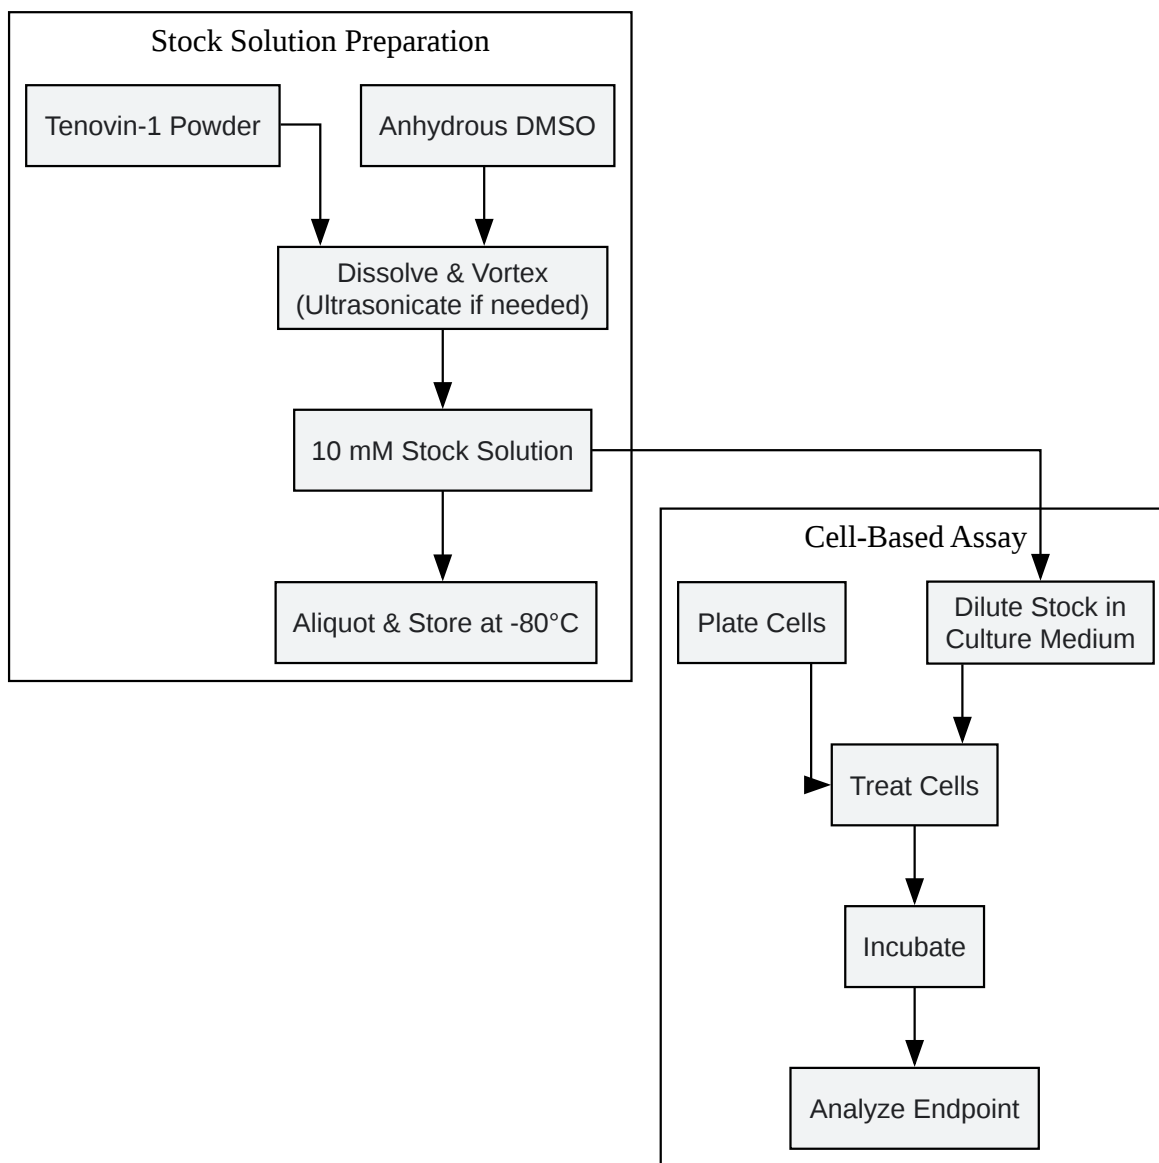 Stock Solution Preparation
Tenovin-1 Powder
Anhydrous DMSO
Dissolve & Vortex
(Ultrasonicate if needed)
10 mM Stock Solution
Aliquot & Store at -80°C
Cell-Based Assay
Plate Cells
Dilute Stock in
Culture Medium
Treat Cells
Incubate
Analyze Endpoint